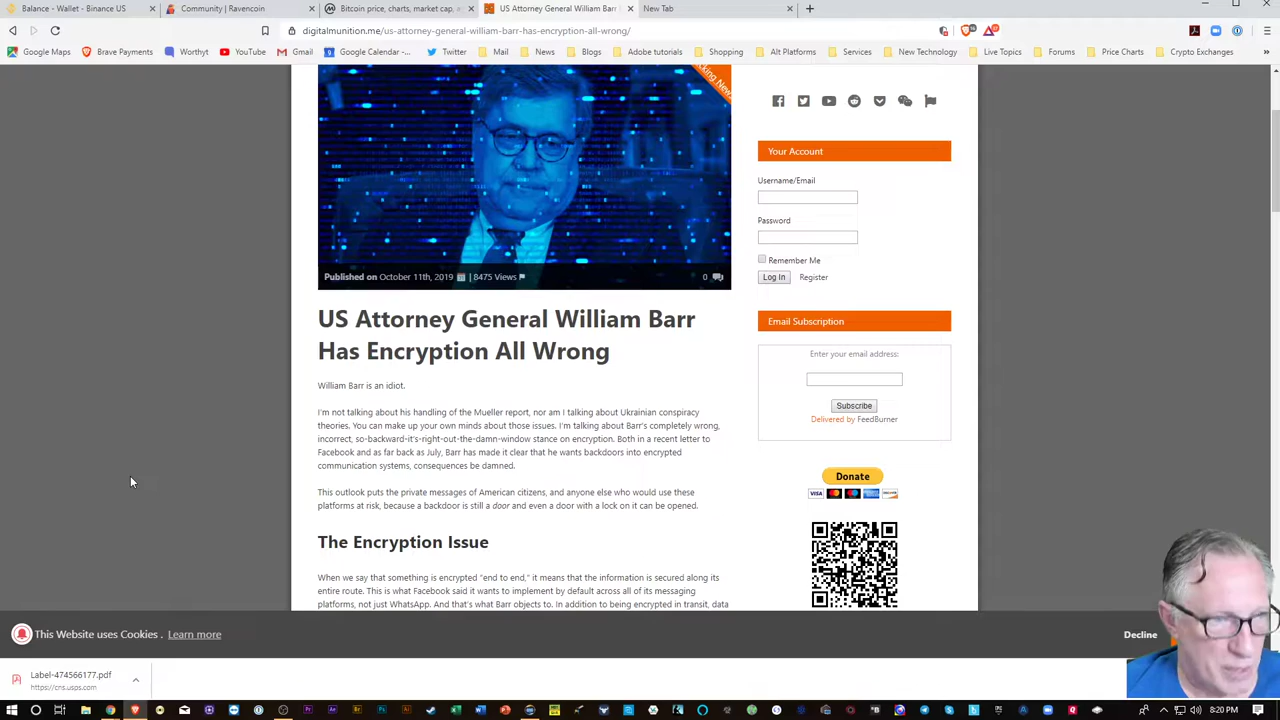 Balance - Wallet - Binance US
Community | Ravencoin
Bitcoin price, charts, market cap, a
US Attorney General William Barr
New Tab
digitalmunition.me/us-attorney-general-william-barr-has-encryption-all-wrong/
Google Maps
Brave Payments
Worthyt
YouTube
Gmail
Google Calendar -...
Twitter
Mail
News
Blogs
Adobe tutorials
Shopping
Alt Platforms
Services
New Technology
Live Topics
Forums
Price Charts
Crypto Exchanges
king News
Published on October 11th, 2019 | 8475 Views
0
US Attorney General William Barr
Has Encryption All Wrong
William Barr is an idiot.
I'm not talking about his handling of the Mueller report, nor am I talking about Ukrainian conspiracy
theories. You can make up your own minds about those issues. I'm talking about Barr's completely wrong,
incorrect, so-backward-it's-right-out-the-damn-window stance on encryption. Both in a recent letter to
Facebook and as far back as July, Barr has made it clear that he wants backdoors into encrypted
communication systems, consequences be damned.
This outlook puts the private messages of American citizens, and anyone else who would use these
platforms at risk, because a backdoor is still a door and even a door with a lock on it can be opened.
The Encryption Issue
When we say that something is encrypted "end to end," it means that the information is secured along its
entire route. This is what Facebook said it wants to implement by default across all of its messaging
platforms, not just WhatsApp. And that's what Barr objects to. In addition to being encrypted in transit, data
Your Account
Username/Email
Password
Remember Me
Log In
Register
Email Subscription
Enter your email address:
Subscribe
Delivered by FeedBurner
Donate
VISA
This Website uses Cookies . Learn more
Decline
Label-474566177.pdf
https://cns.usps.com
8:20 PM